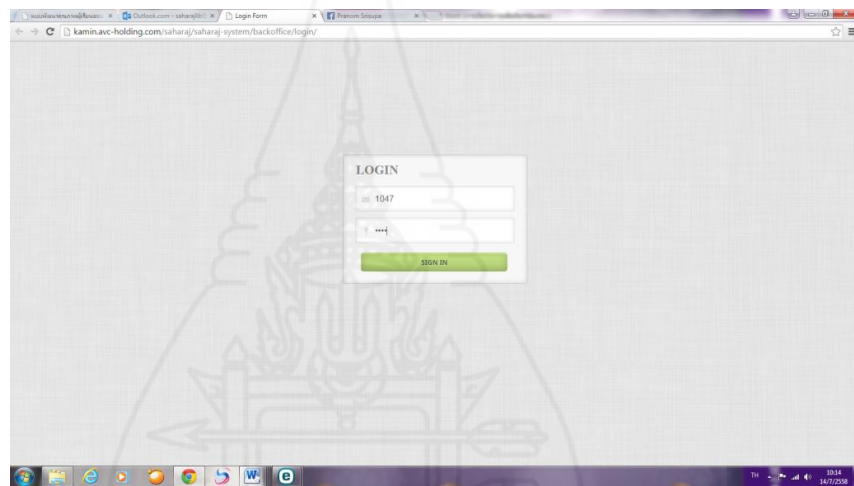 Outlook.com - saharaj@
Login Form
Pranom Srisupa
kamin.avc-holding.com/saharaj/saharaj-system/backoffice/login/
LOGIN
1047
••••
SIGN IN
TH
10:14
14/7/2558